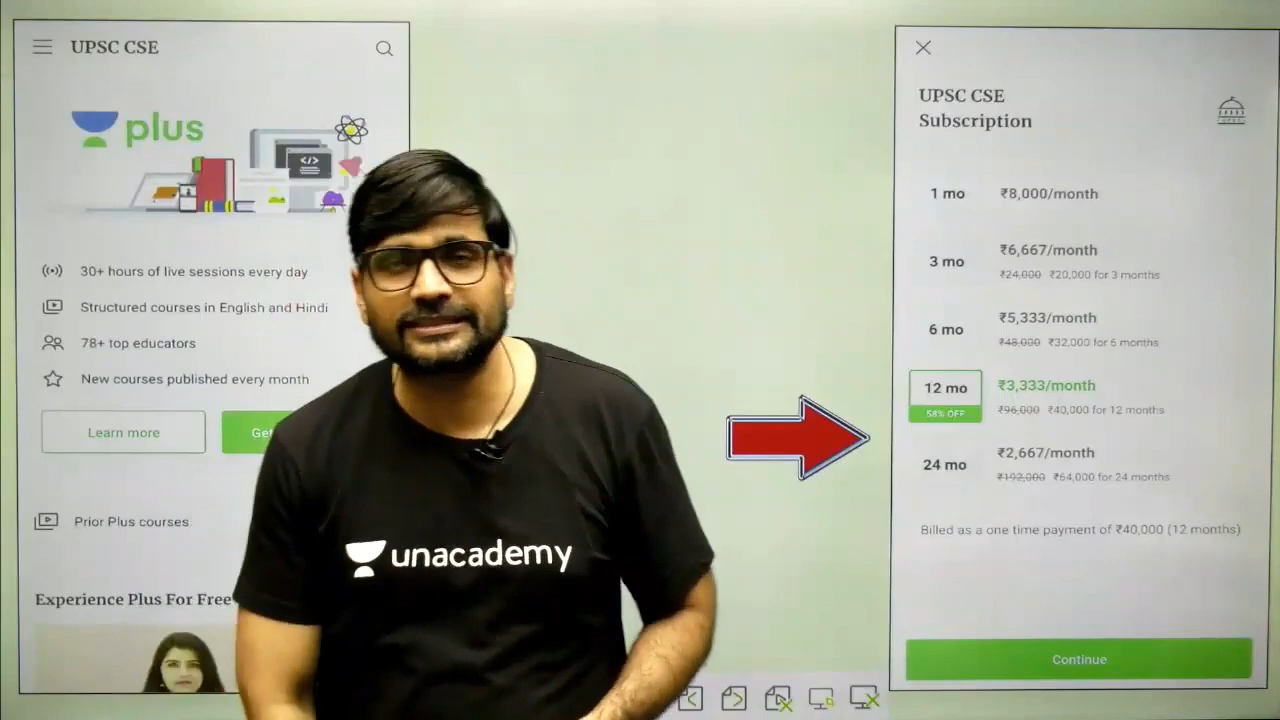 UPSC CSE
plus
</>
30+ hours of live sessions every day
Structured courses in English and Hindi
78+ top educators
New courses published every month
Learn more
Get
Prior Plus courses
Experience Plus For Free
unacademy
UPSC CSE
Subscription
1 mo ₹8,000/month
3 mo ₹6,667/month
₹24,000 ₹20,000 for 3 months
6 mo ₹5,333/month
₹48,000 ₹32,000 for 6 months
12 mo ₹3,333/month
58% OFF ₹96,000 ₹40,000 for 12 months
24 mo ₹2,667/month
₹192,000 ₹64,000 for 24 months
Billed as a one time payment of ₹40,000 (12 months)
Continue